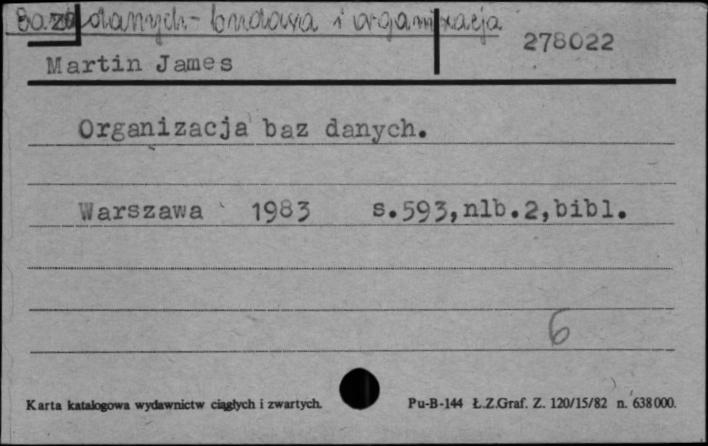 Bazy danych - budowa i organizacja
278022
Martin James
Organizacja baz danych.
Warszawa 1983 s.593,nlb.2,bibl.
6
Karta katalogowa wydawnictw ciągłych i zwartych. Pu-B-144 Ł.Z.Graf. Z. 120/15/82 n. 638000.